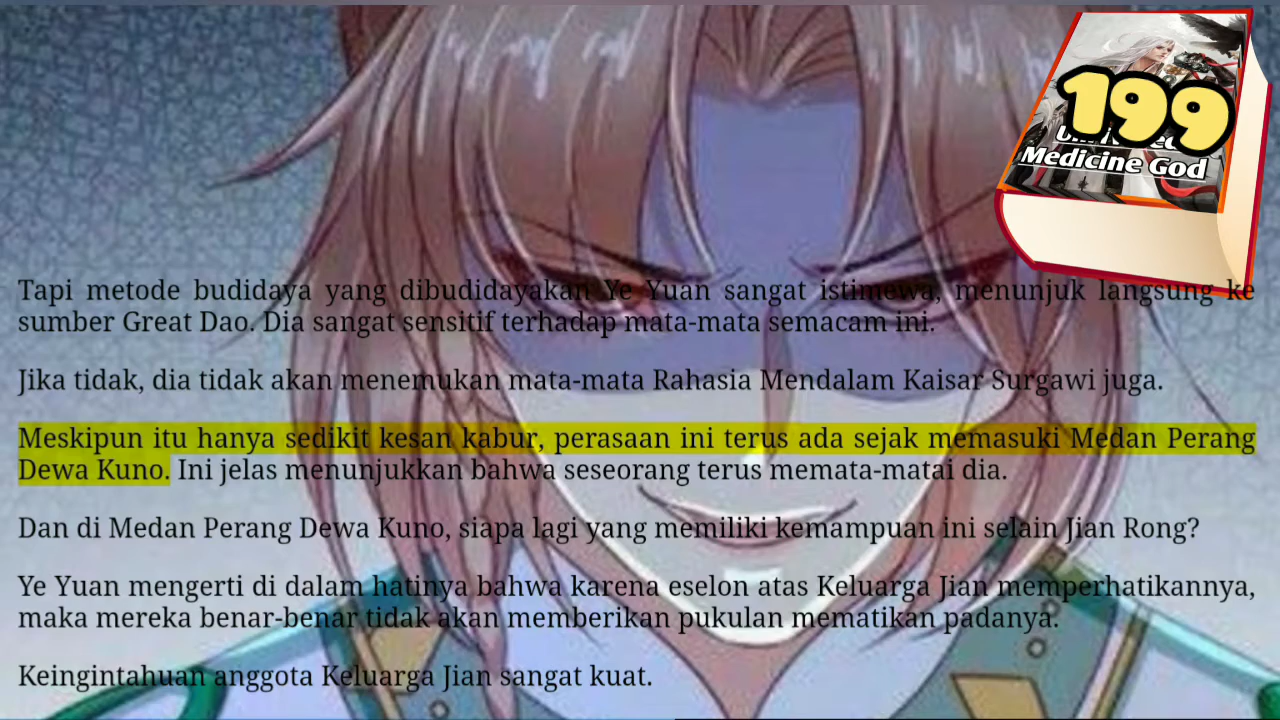 199
Medicine God
Tapi metode budidaya yang dibudidayakan Ye Yuan sangat istimewa, menunjuk langsung ke
sumber Great Dao. Dia sangat sensitif terhadap mata-mata semacam ini.
Jika tidak, dia tidak akan menemukan mata-mata Rahasia Mendalam Kaisar Surgawi juga.
Meskipun itu hanya sedikit kesan kabur, perasaan ini terus ada sejak memasuki Medan Perang
Dewa Kuno. Ini jelas menunjukkan bahwa seseorang terus memata-matai dia.
Dan di Medan Perang Dewa Kuno, siapa lagi yang memiliki kemampuan ini selain Jian Rong?
Ye Yuan mengerti di dalam hatinya bahwa karena eselon atas Keluarga Jian memperhatikannya,
maka mereka benar-benar tidak akan memberikan pukulan mematikan padanya.
Keingintahuan anggota Keluarga Jian sangat kuat.